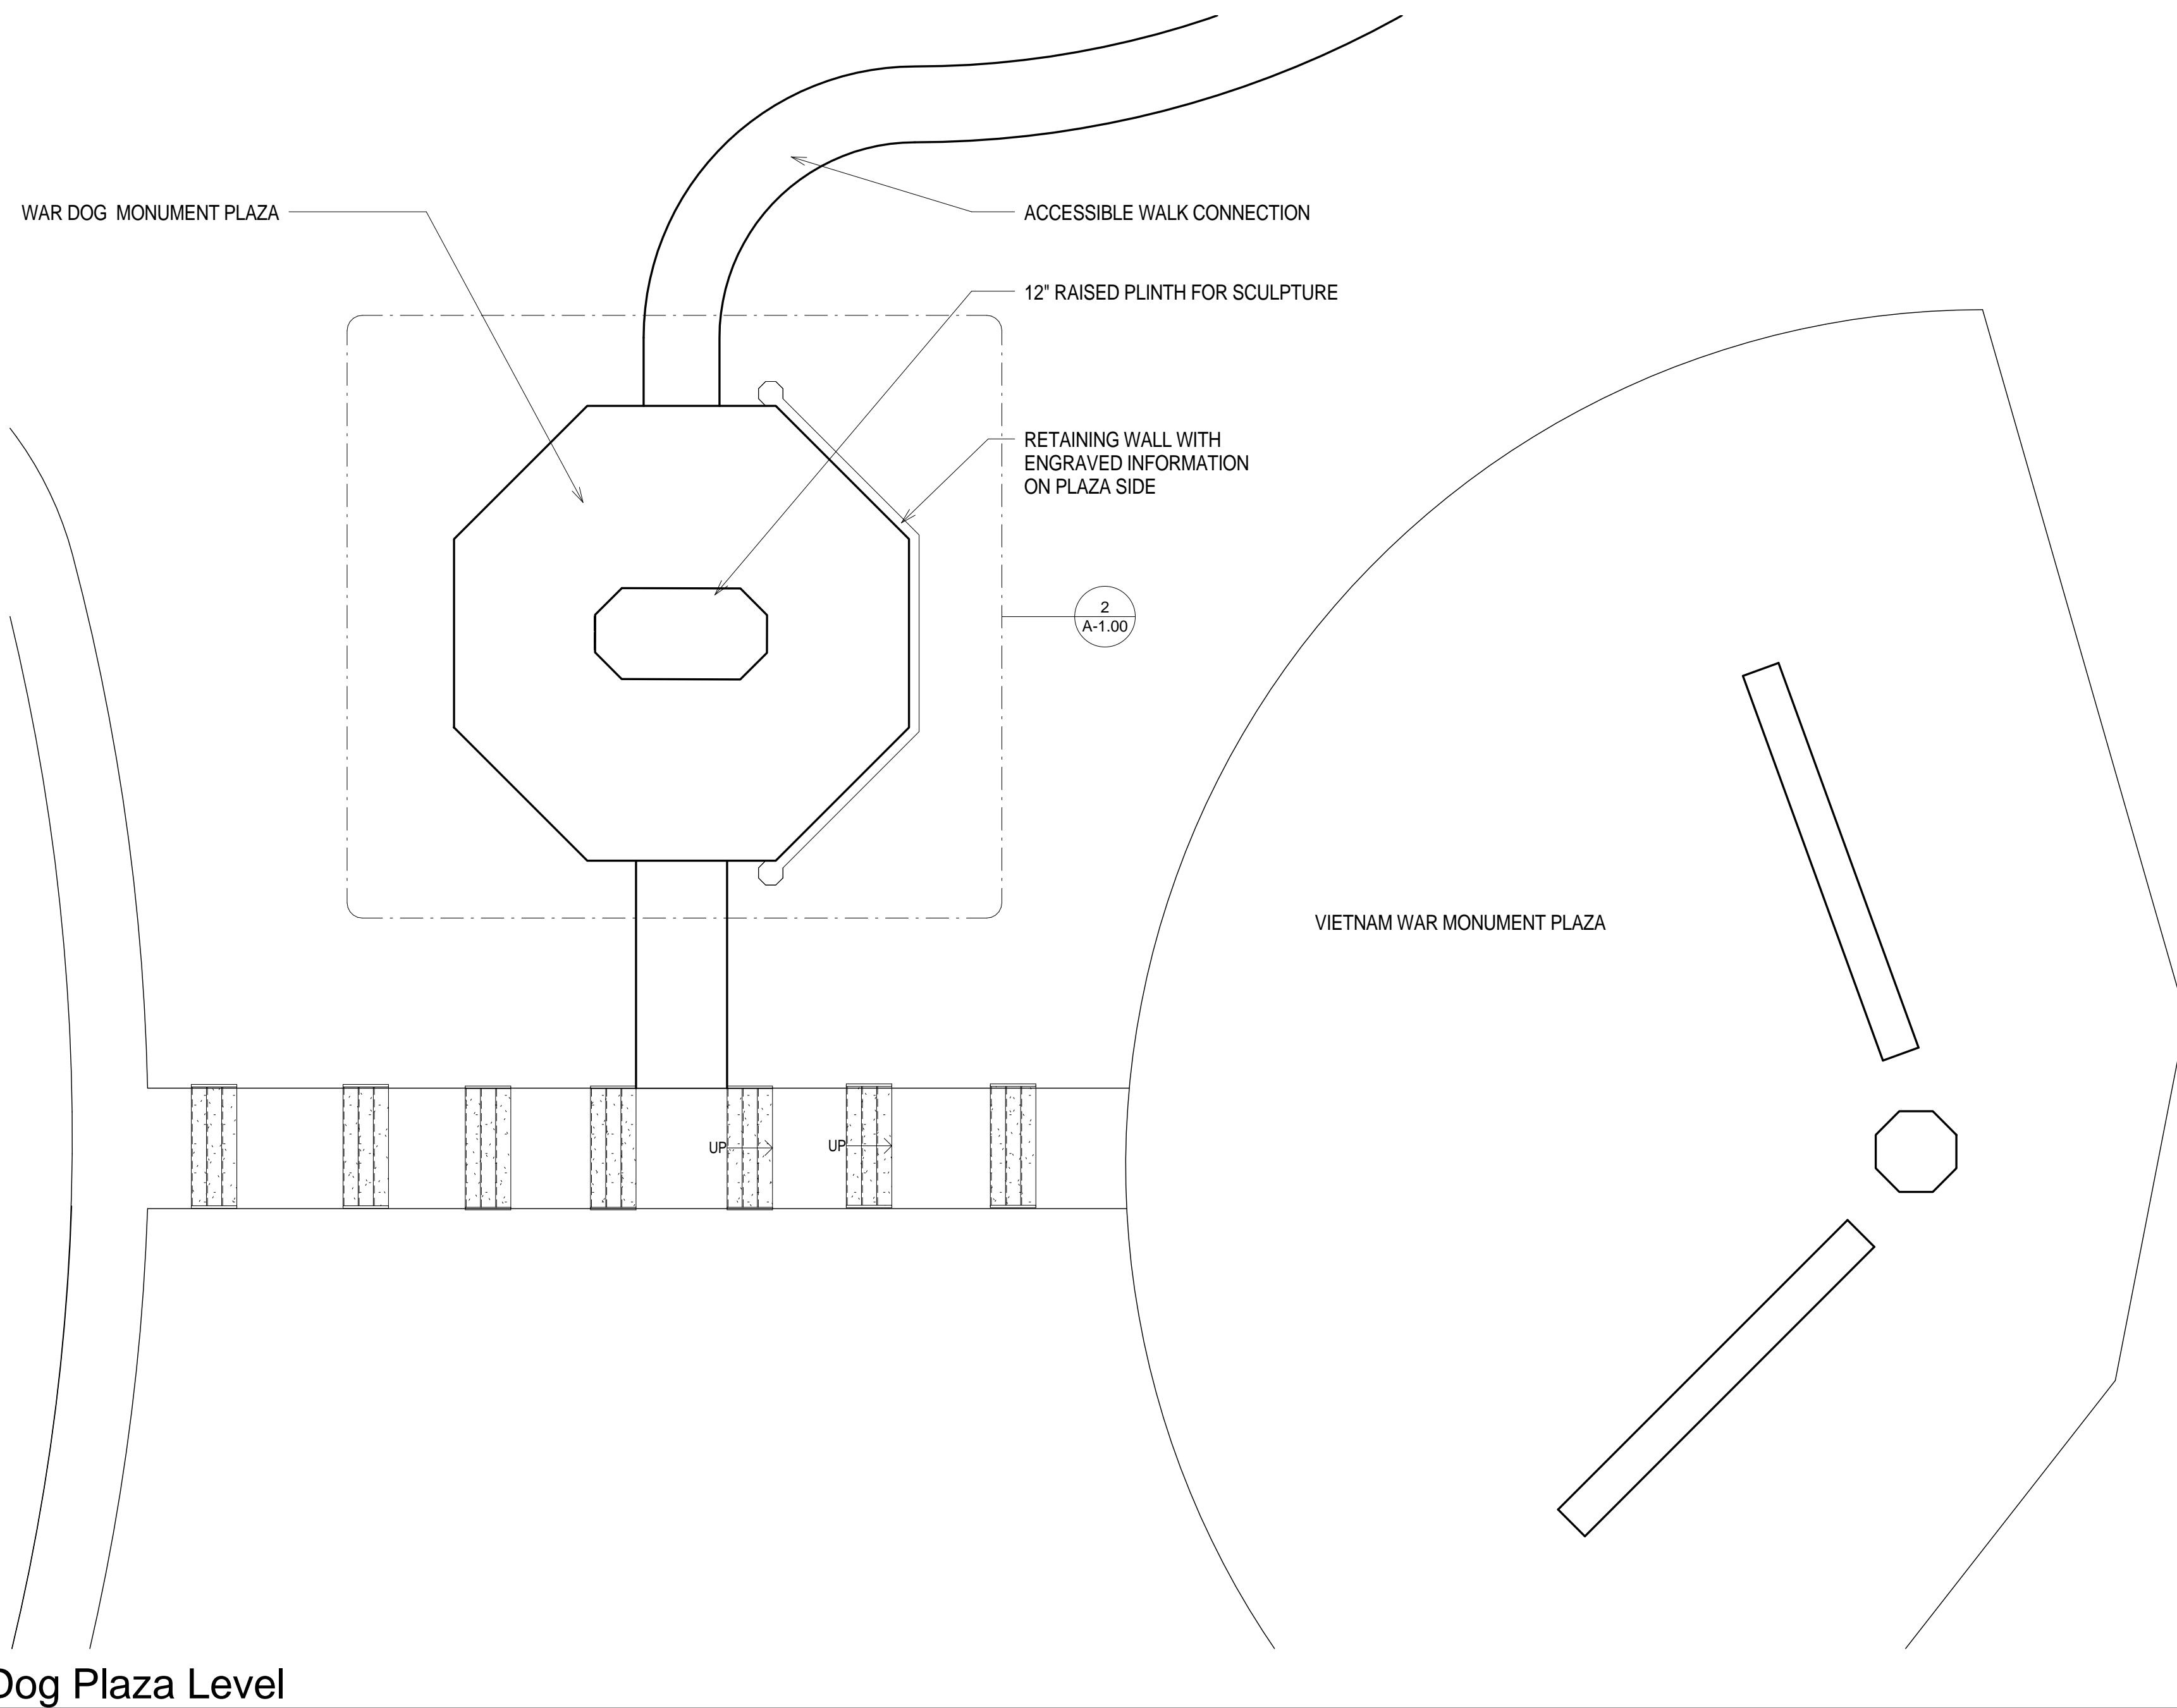 WAR DOG  MONUMENT PLAZA
ACCESSIBLE WALK CONNECTION
12" RAISED PLINTH FOR SCULPTURE
RETAINING WALL WITH
ENGRAVED INFORMATION
ON PLAZA SIDE
2
A-1.00
VIETNAM WAR MONUMENT PLAZA
UP
UP
Dog Plaza Level